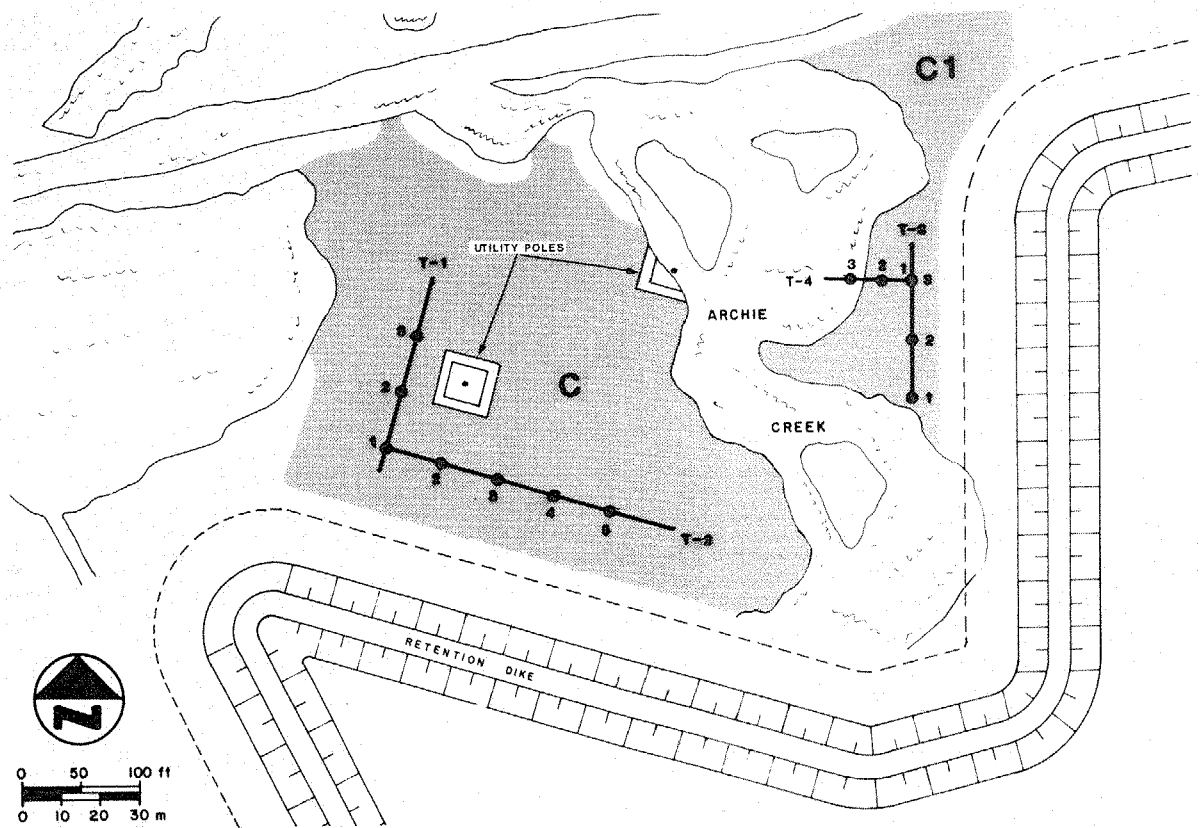 C1
UTILITY POLES
T-1
T-3
3 2 1
T-4
3
ARCHIE
3
2
2
C
1
CREEK
1
2
3
4
5
T-2
RETENTION DIKE
N
0 50 100 ft
0 10 20 30 m